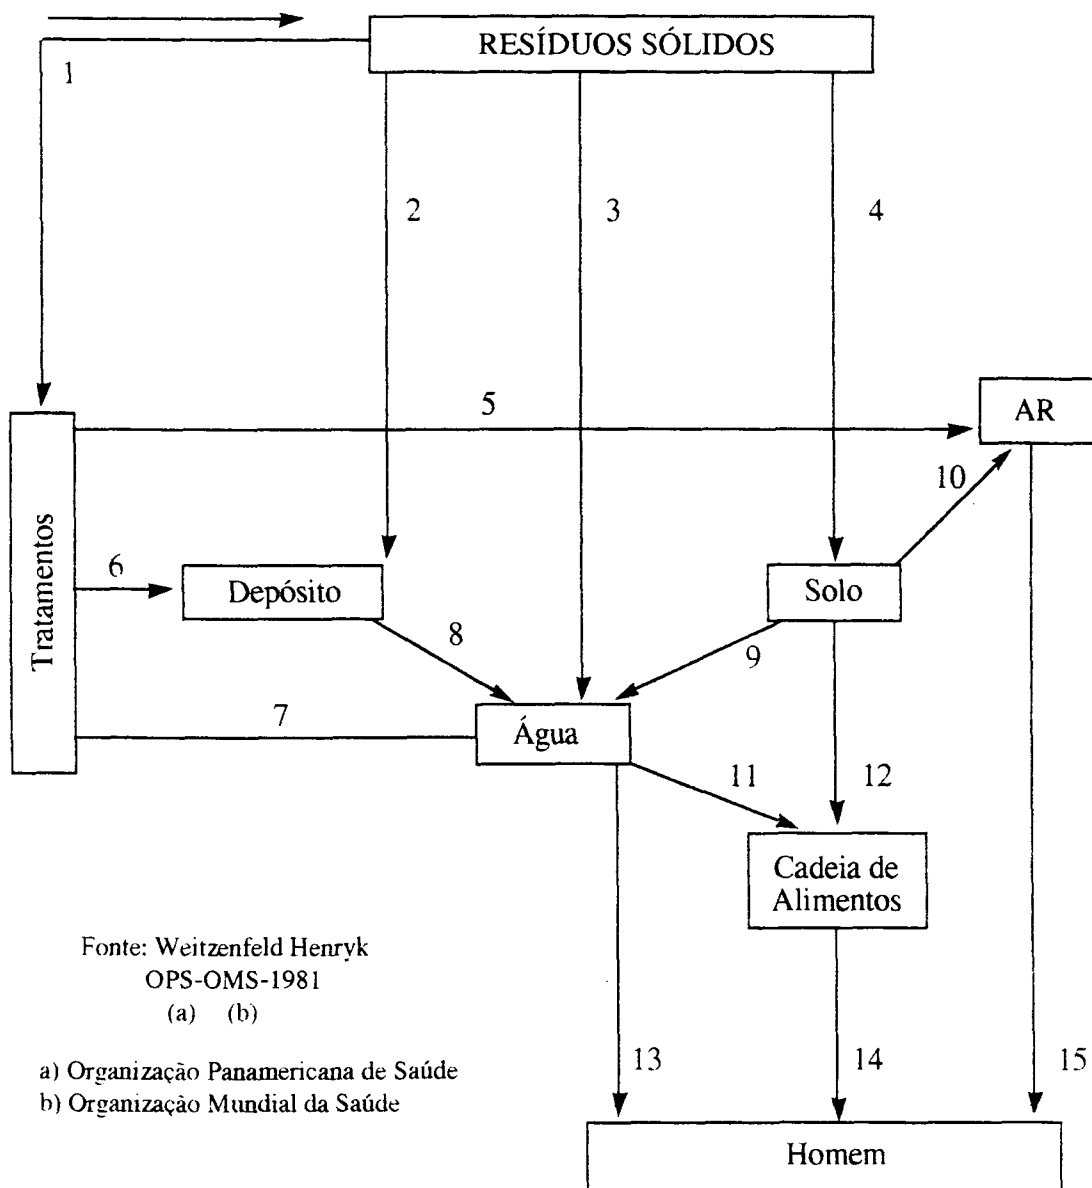 RESÍDUOS SÓLIDOS
1
2
3
4
5
AR
10
Tratamentos
6
Depósito
Solo
8
9
7
Água
11
12
Cadeia de
Alimentos
Fonte: Weitzenfeld Henryk
OPS-OMS-1981
(a) (b)
a) Organização Panamericana de Saúde
b) Organização Mundial da Saúde
13
14
15
Homem